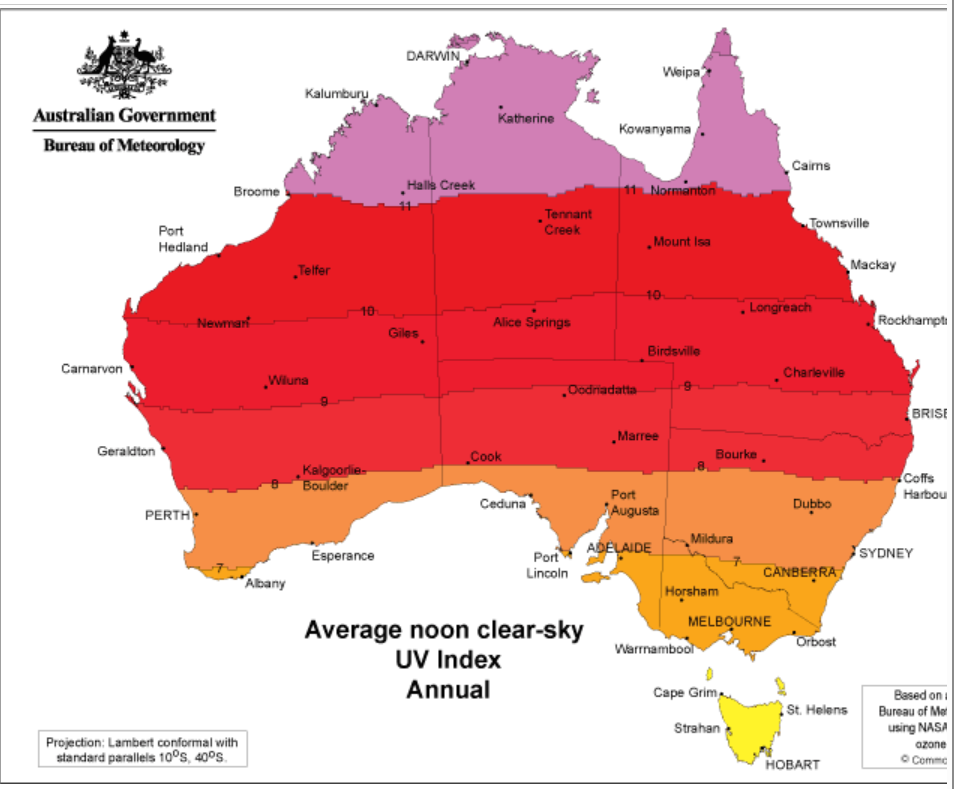 Australian Government
Bureau of Meteorology
DARWIN
Weipa
Kalumburu
Katherine
Kowanyama
11
Cairns
Broome
Halls Creek
11
11
Normanton
Port
Hedland
Tennant
Creek
Townsville
Mount Isa
Telfer
Mackay
10
10
Newman
Alice Springs
Longreach
Rockhampt
Giles
Birdsville
Carnarvon
Wiluna
Charleville
9
9
Oodnadatta
BRISE
Geraldton
Marree
Cook
Bourke
8
8
Kalgoorlie-
Boulder
Coffs
Harbou
Ceduna
Port
Augusta
Dubbo
PERTH
Esperance
Mildura
ADELAIDE
Port
Lincoln
SYDNEY
7
7
CANBERRA
Albany
Horsham
MELBOURNE
Warrnambool
Orbost
Average noon clear-sky
UV Index
Annual
Cape Grim
St. Helens
Strahan
HOBART
Projection: Lambert conformal with
standard parallels 10⁰S, 40⁰S.
Based on a
Bureau of Met
using NASA
ozone
© Commo